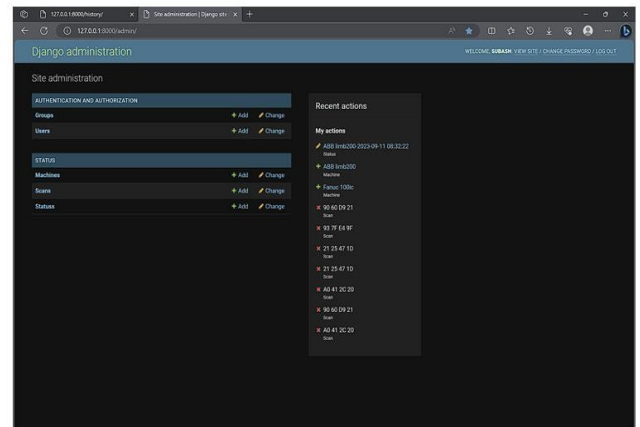 127.0.0.1:8000/history/
Site administration | Django site
127.0.0.1:8000/admin/
Django administration
WELCOME, SUBASH. VIEW SITE / CHANGE PASSWORD / LOG OUT
Site administration
AUTHENTICATION AND AUTHORIZATION
Groups + Add Change
Users + Add Change
STATUS
Machines + Add Change
Scans + Add Change
Statuss + Add Change
Recent actions
My actions
ABB limb200-2023-09-11 08:32:22
Status
+ ABB limb200
Machine
+ Fanuc 100ic
Machine
× 90 60 D9 21
Scan
× 93 7F E4 9F
Scan
× 21 25 47 1D
Scan
× 21 25 47 1D
Scan
× A0 41 2C 20
Scan
× 90 60 D9 21
Scan
× A0 41 2C 20
Scan